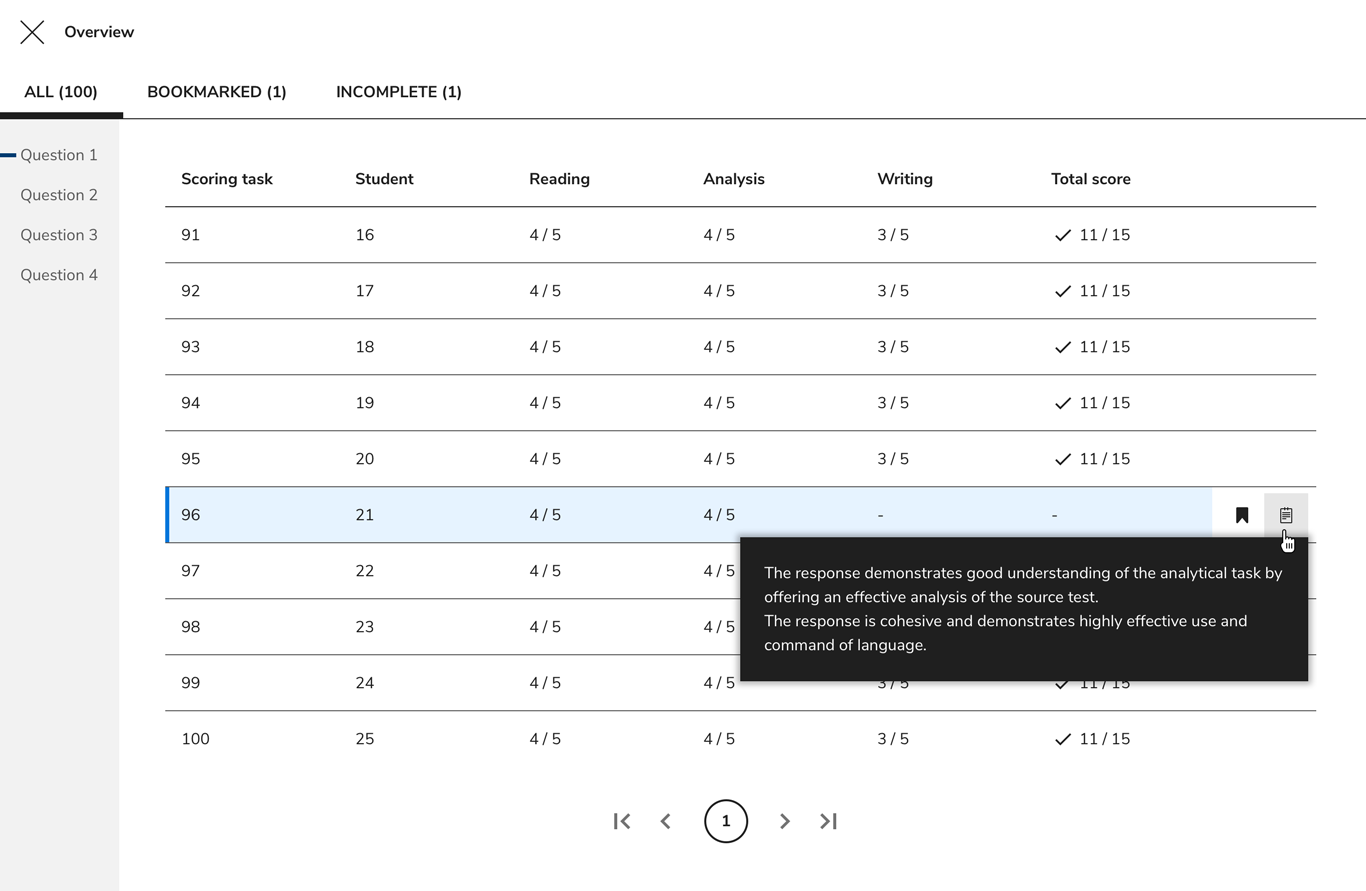 Overview
ALL (100) BOOKMARKED (1) INCOMPLETE (1)
Question 1
Question 2
Question 3
Question 4
Scoring task Student Reading Analysis Writing Total score
91 16 4 / 5 4 / 5 3 / 5 11 / 15
92 17 4 / 5 4 / 5 3 / 5 11 / 15
93 18 4 / 5 4 / 5 3 / 5 11 / 15
94 19 4 / 5 4 / 5 3 / 5 11 / 15
95 20 4 / 5 4 / 5 3 / 5 11 / 15
96 21 4 / 5 4 / 5 - -
97 22 4 / 5 4 / 5
98 23 4 / 5 4 / 5
99 24 4 / 5 4 / 5 3 / 5 11 / 15
100 25 4 / 5 4 / 5 3 / 5 11 / 15
The response demonstrates good understanding of the analytical task by
offering an effective analysis of the source test.
The response is cohesive and demonstrates highly effective use and
command of language.
1